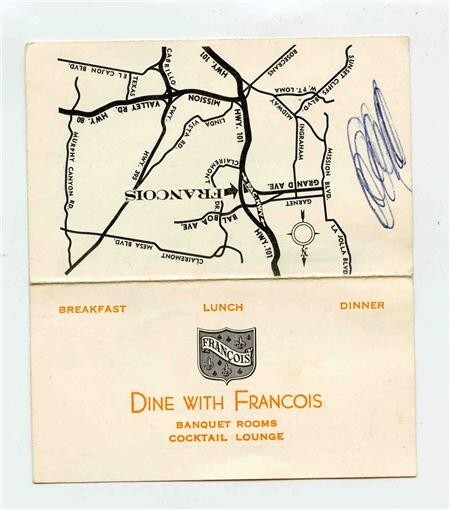 EL CAJON BLVD.
TEXAS
CABRILLO
FWY.
HWY. 101
ROSECRANS
SUNSET CLIFFS BLVD.
W. PT. LOMA
MIDWAY
MISSION
VALLEY RD.
HWY. 80
LINDA
VISTA RD
HWY. 395
HWY. 101
INGRAHAM
MISSION BLVD.
MURPHY CANYON RD.
CLAIREMONT
DR.
FRANCOIS
GRAND AVE.
GARNET
BALBOA AVE.
HWY. 101
N
CLAIREMONT
MESA BLVD.
LA JOLLA BLVD
BREAKFAST LUNCH DINNER
FRANÇOIS
DINE WITH FRANCOIS
BANQUET ROOMS
COCKTAIL LOUNGE